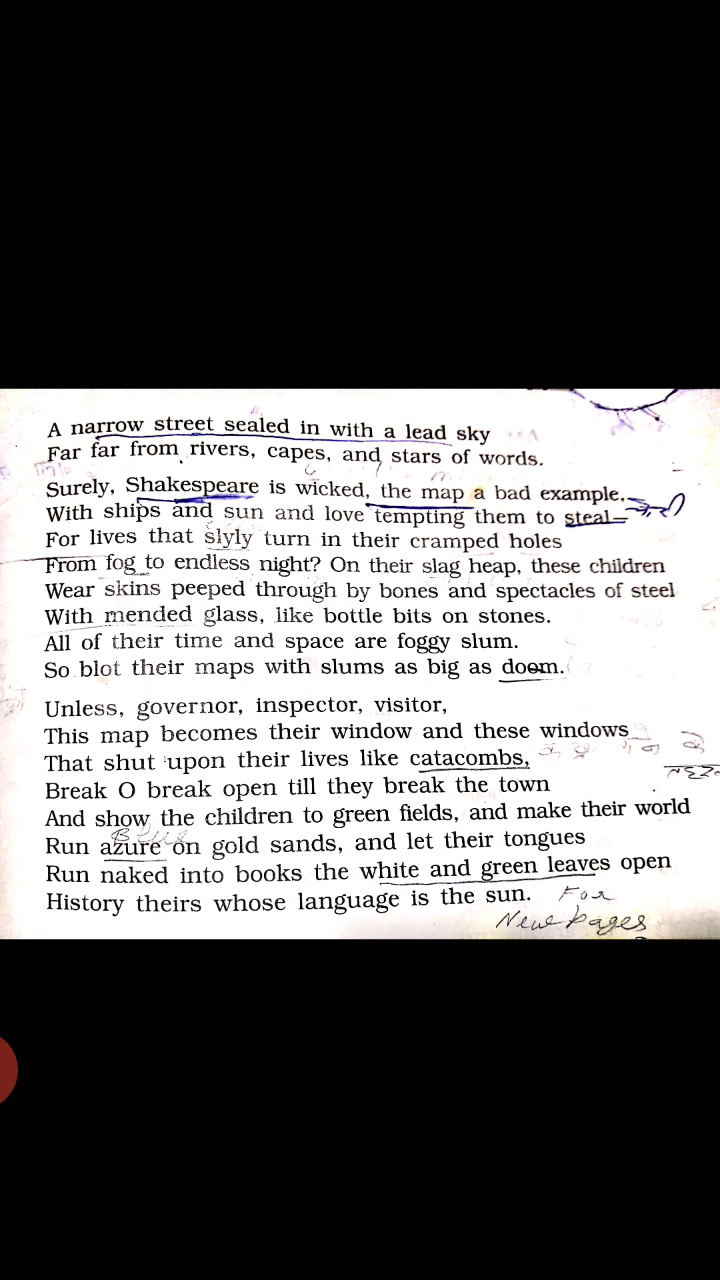 A narrow street sealed in with a lead sky
Far far from rivers, capes, and stars of words.
Surely, Shakespeare is wicked, the map a bad example,
With ships and sun and love tempting them to steal—
For lives that slyly turn in their cramped holes
From fog to endless night? On their slag heap, these children
Wear skins peeped through by bones and spectacles of steel
With mended glass, like bottle bits on stones.
All of their time and space are foggy slum.
So blot their maps with slums as big as doom.
Unless, governor, inspector, visitor,
This map becomes their window and these windows
That shut upon their lives like catacombs,
Break O break open till they break the town
And show the children to green fields, and make their world
Blue
Run azure on gold sands, and let their tongues
Run naked into books the white and green leaves open
History theirs whose language is the sun. For
New pages